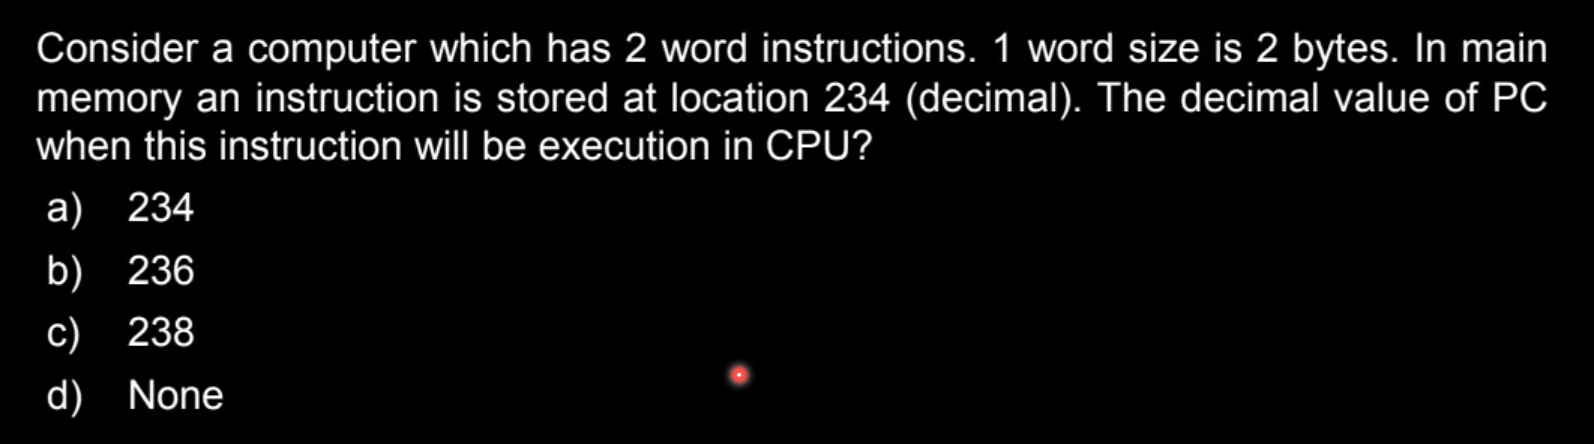 Consider a computer which has 2 word instructions. 1 word size is 2 bytes. In main
memory an instruction is stored at location 234 (decimal). The decimal value of PC
when this instruction will be execution in CPU?
a) 234
b) 236
c) 238
d) None